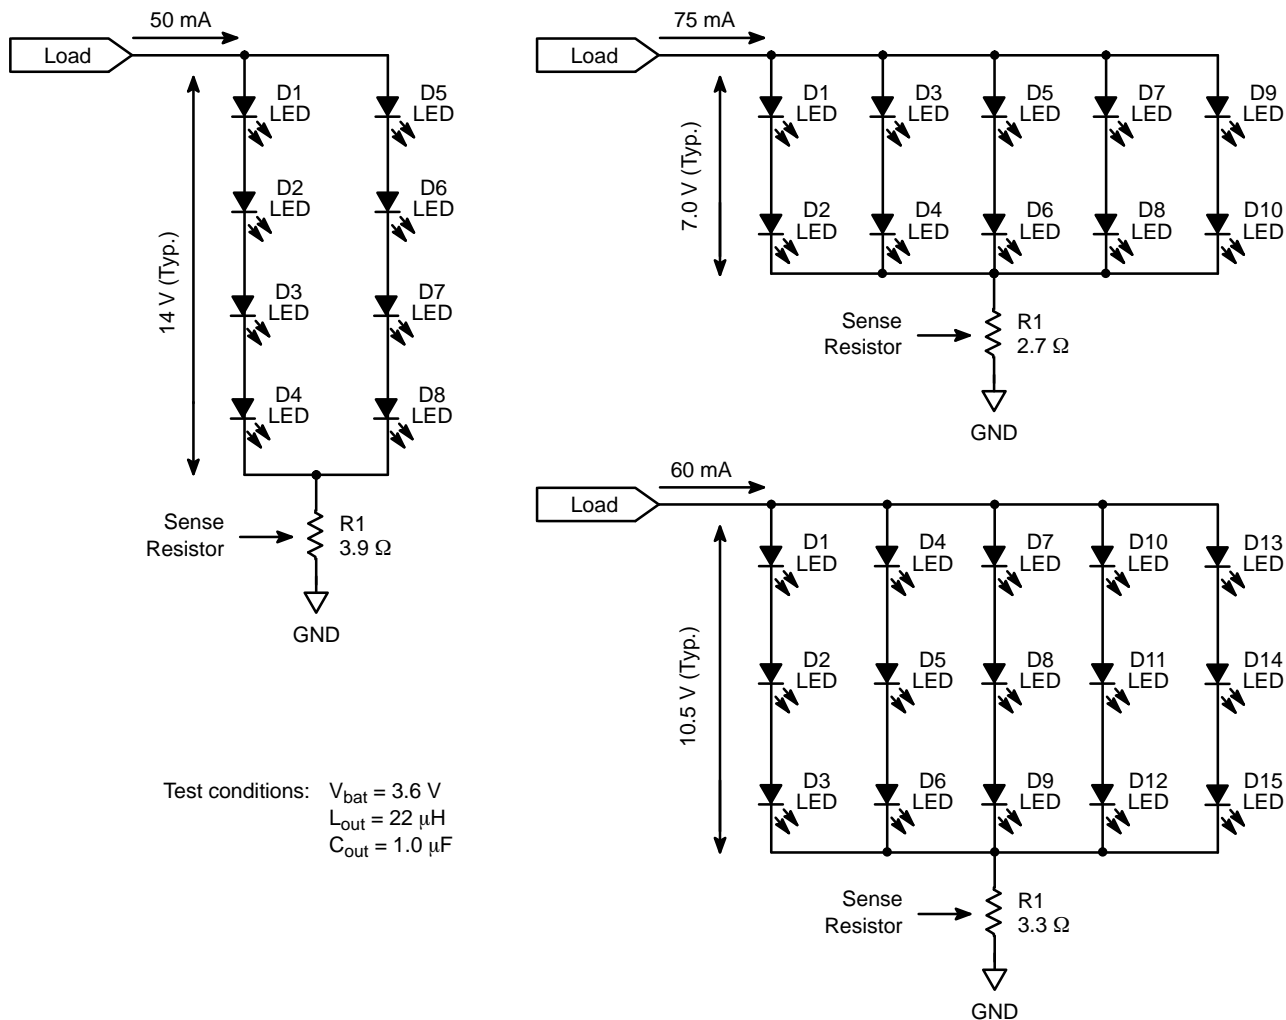 50 mA
Load
14 V (Typ.)
D1
LED
D5
LED
D2
LED
D6
LED
D3
LED
D7
LED
D4
LED
D8
LED
Sense
Resistor
R1
3.9 Ω
GND
Test conditions: Vbat = 3.6 V
Lout = 22 μH
Cout = 1.0 μF
75 mA
Load
7.0 V (Typ.)
D1
LED
D3
LED
D5
LED
D7
LED
D9
LED
D2
LED
D4
LED
D6
LED
D8
LED
D10
LED
Sense
Resistor
R1
2.7 Ω
GND
60 mA
Load
10.5 V (Typ.)
D1
LED
D4
LED
D7
LED
D10
LED
D13
LED
D2
LED
D5
LED
D8
LED
D11
LED
D14
LED
D3
LED
D6
LED
D9
LED
D12
LED
D15
LED
Sense
Resistor
R1
3.3 Ω
GND